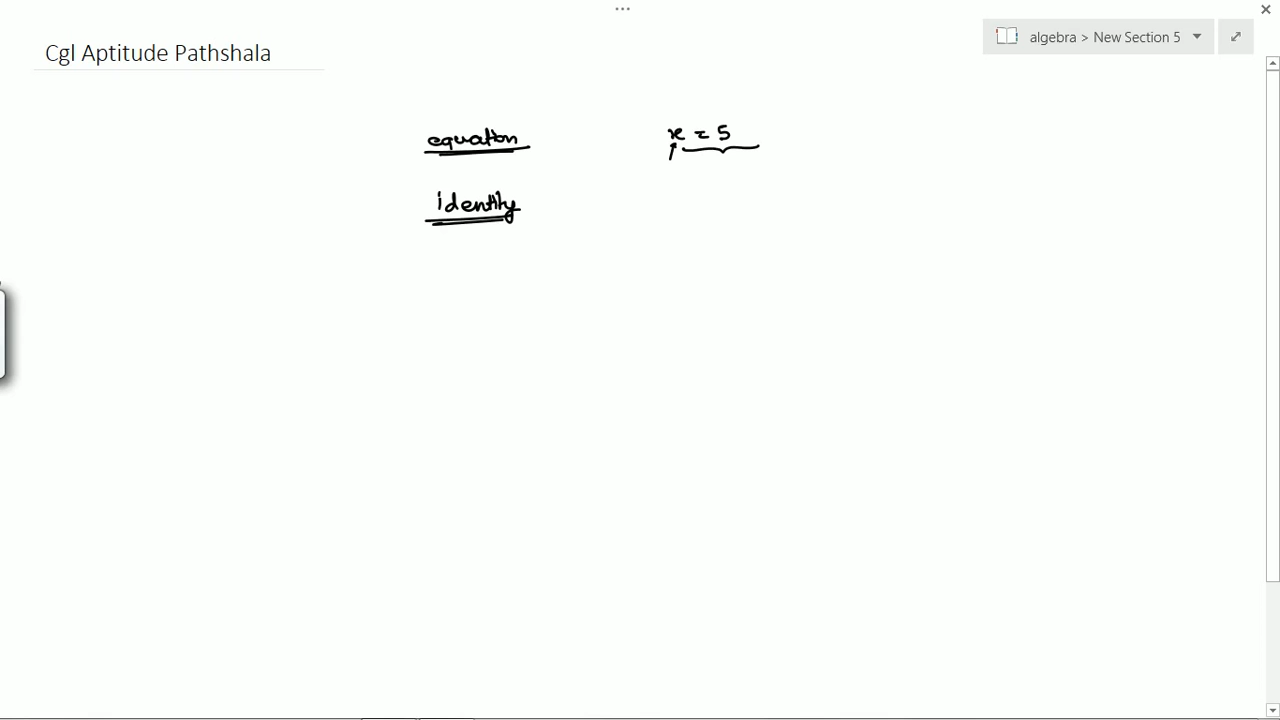 ...
Cgl Aptitude Pathshala
algebra > New Section 5
equation x = 5
identity